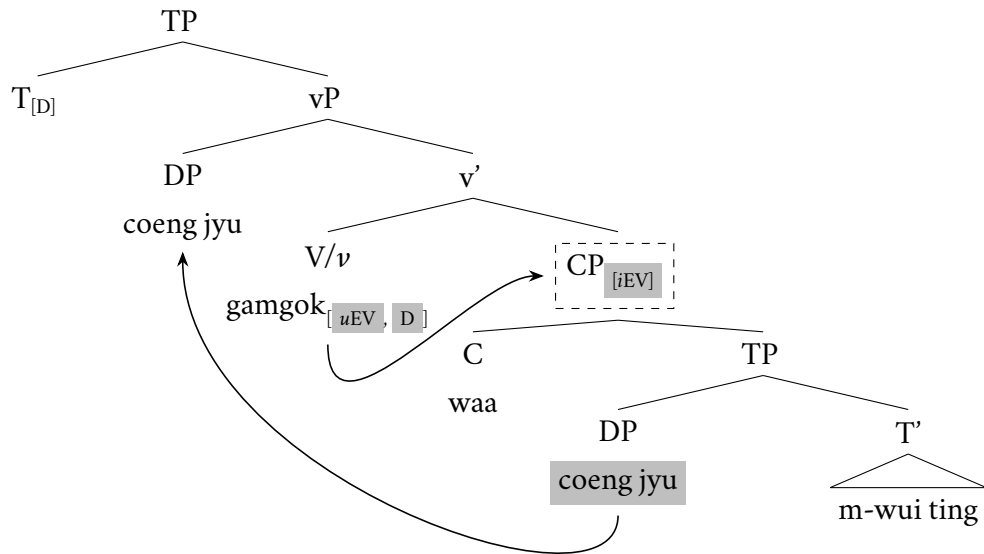 TP
T[D] vP
DP v’
coeng jyu
V/v CP[iEV]
gamgok[ uEV , D ]
C TP
waa
DP T’
coeng jyu m-wui ting